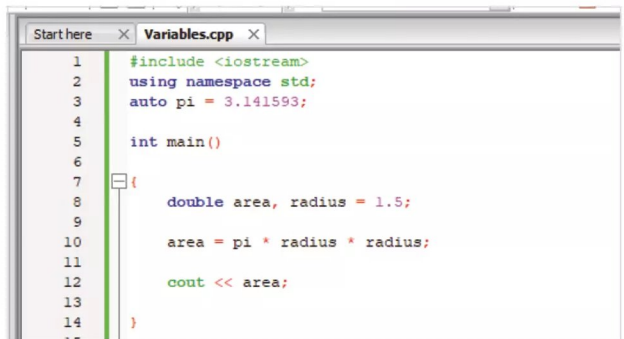 Start here × Variables.cpp ×
1 #include <iostream>
2 using namespace std;
3 auto pi = 3.141593;
4
5 int main()
6
7 {
8 double area, radius = 1.5;
9
10 area = pi * radius * radius;
11
12 cout << area;
13
14 }